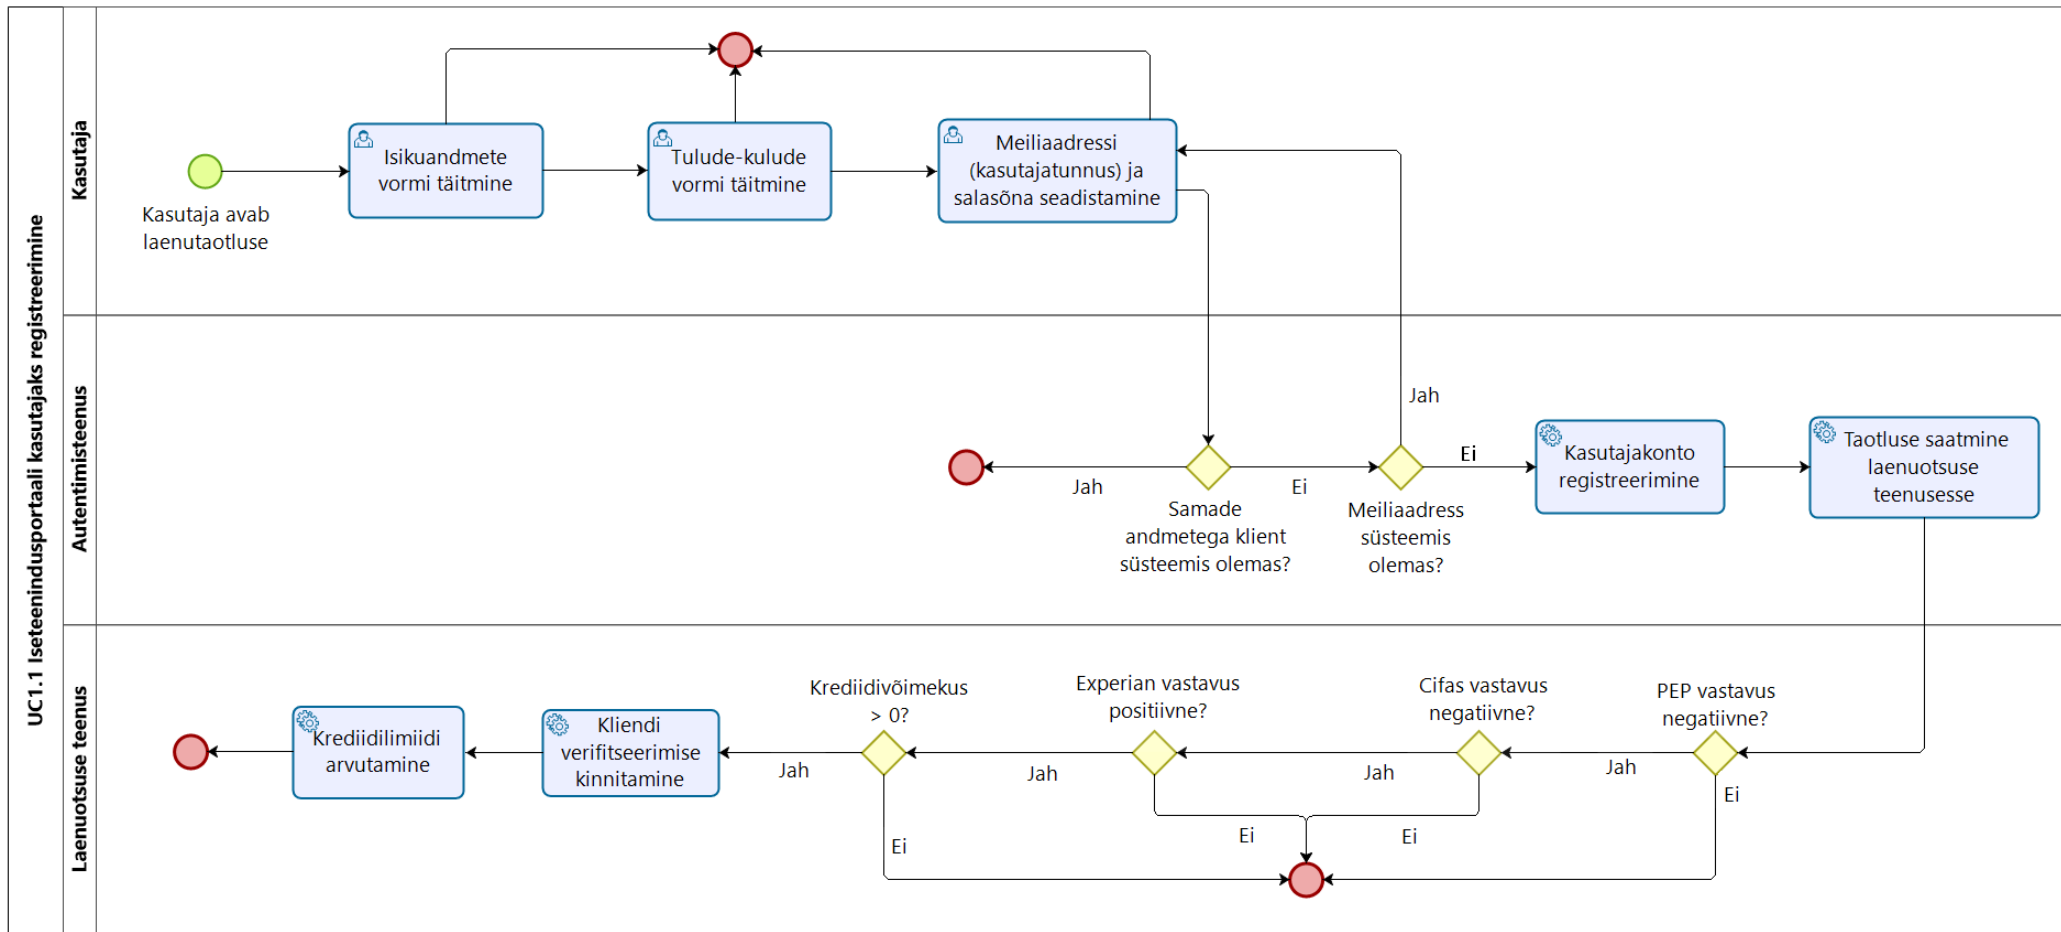 UC1.1 Iseteenindusportaali kasutajaks registreerimine
Kasutaja
Kasutaja avab
laenutaotluse
Isikuandmete
vormi täitmine
Tulude-kulude
vormi täitmine
Meiliaadressi
(kasutajatunnus) ja
salasõna seadistamine
Autentimisteenus
Jah
Samade
andmetega klient
süsteemis olemas?
Ei
Meiliaadress
süsteemis
olemas?
Jah
Ei
Kasutajakonto
registreerimine
Taotluse saatmine
laenuotsuse
teenusesse
Laenuotsuse teenus
PEP vastavus
negatiivne?
Ei
Jah
Cifas vastavus
negatiivne?
Ei
Jah
Experian vastavus
positiivne?
Ei
Jah
Krediidivõimekus
> 0?
Ei
Jah
Kliendi
verifitseerimise
kinnitamine
Krediidilimiidi
arvutamine